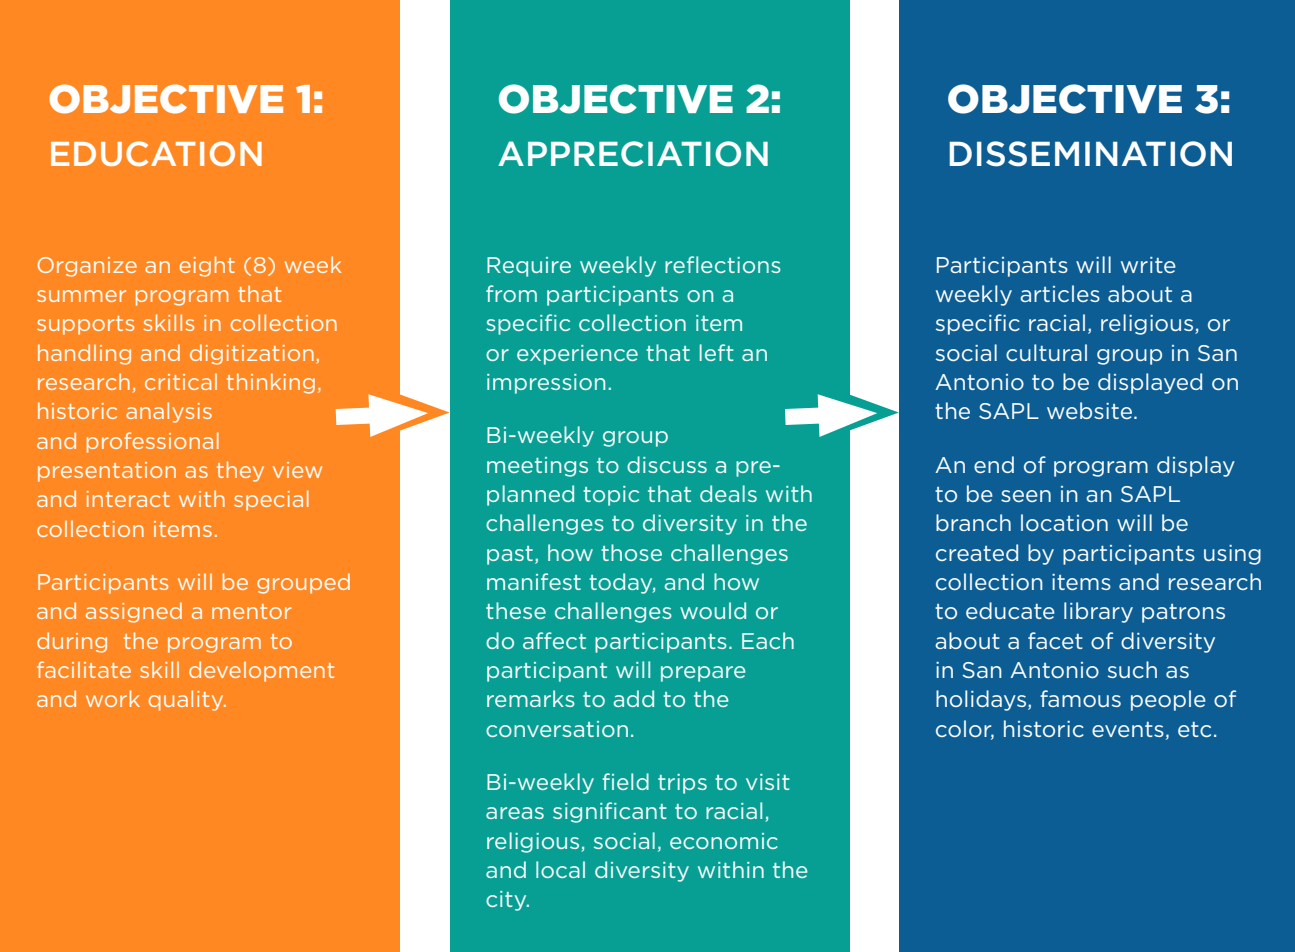 OBJECTIVE 1:
EDUCATION
Organize an eight (8) week
summer program that
supports skills in collection
handling and digitization,
research, critical thinking,
historic analysis
and professional
presentation as they view
and interact with special
collection items.
Participants will be grouped
and assigned a mentor
during  the program to
facilitate skill development
and work quality.
OBJECTIVE 2:
APPRECIATION
Require weekly reflections
from participants on a
specific collection item
or experience that left an
impression.
Bi-weekly group
meetings to discuss a pre-
planned topic that deals with
challenges to diversity in the
past, how those challenges
manifest today, and how
these challenges would or
do affect participants. Each
participant will prepare
remarks to add to the
conversation.
Bi-weekly field trips to visit
areas significant to racial,
religious, social, economic
and local diversity within the
city.
OBJECTIVE 3:
DISSEMINATION
Participants will write
weekly articles about a
specific racial, religious, or
social cultural group in San
Antonio to be displayed on
the SAPL website.
An end of program display
to be seen in an SAPL
branch location will be
created by participants using
collection items and research
to educate library patrons
about a facet of diversity
in San Antonio such as
holidays, famous people of
color, historic events, etc.